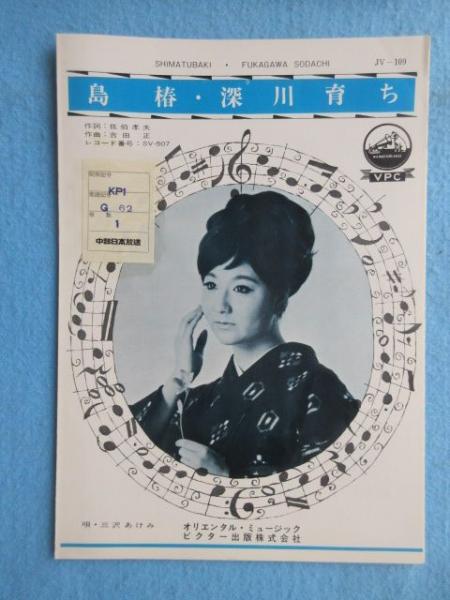 SHIMATUBAKI ・ FUKAGAWA SODACHI
JV-109
島 椿・深川育ち
作詞:佐伯孝夫
作曲:吉田 正
レコード番号:SV-507
VPC
KPI
G 62
1
中部日本放送
唄・三沢あけみ
オリエンタル・ミュージック
ビクター出版株式会社